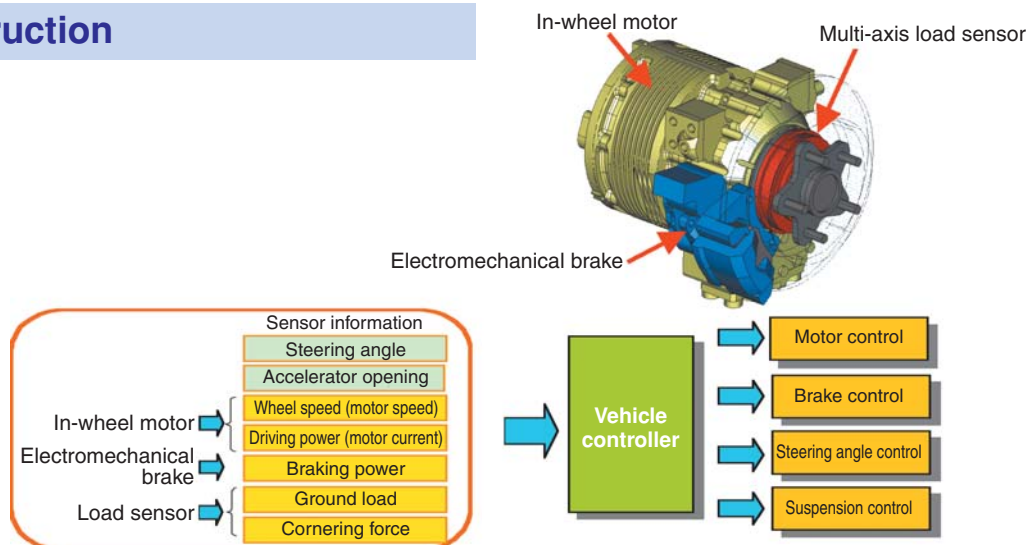 ruction
In-wheel motor
Multi-axis load sensor
Electromechanical brake
Sensor information
Steering angle
Accelerator opening
In-wheel motor
Wheel speed (motor speed)
Driving power (motor current)
Electromechanical
brake
Braking power
Load sensor
Ground load
Cornering force
Vehicle
controller
Motor control
Brake control
Steering angle control
Suspension control